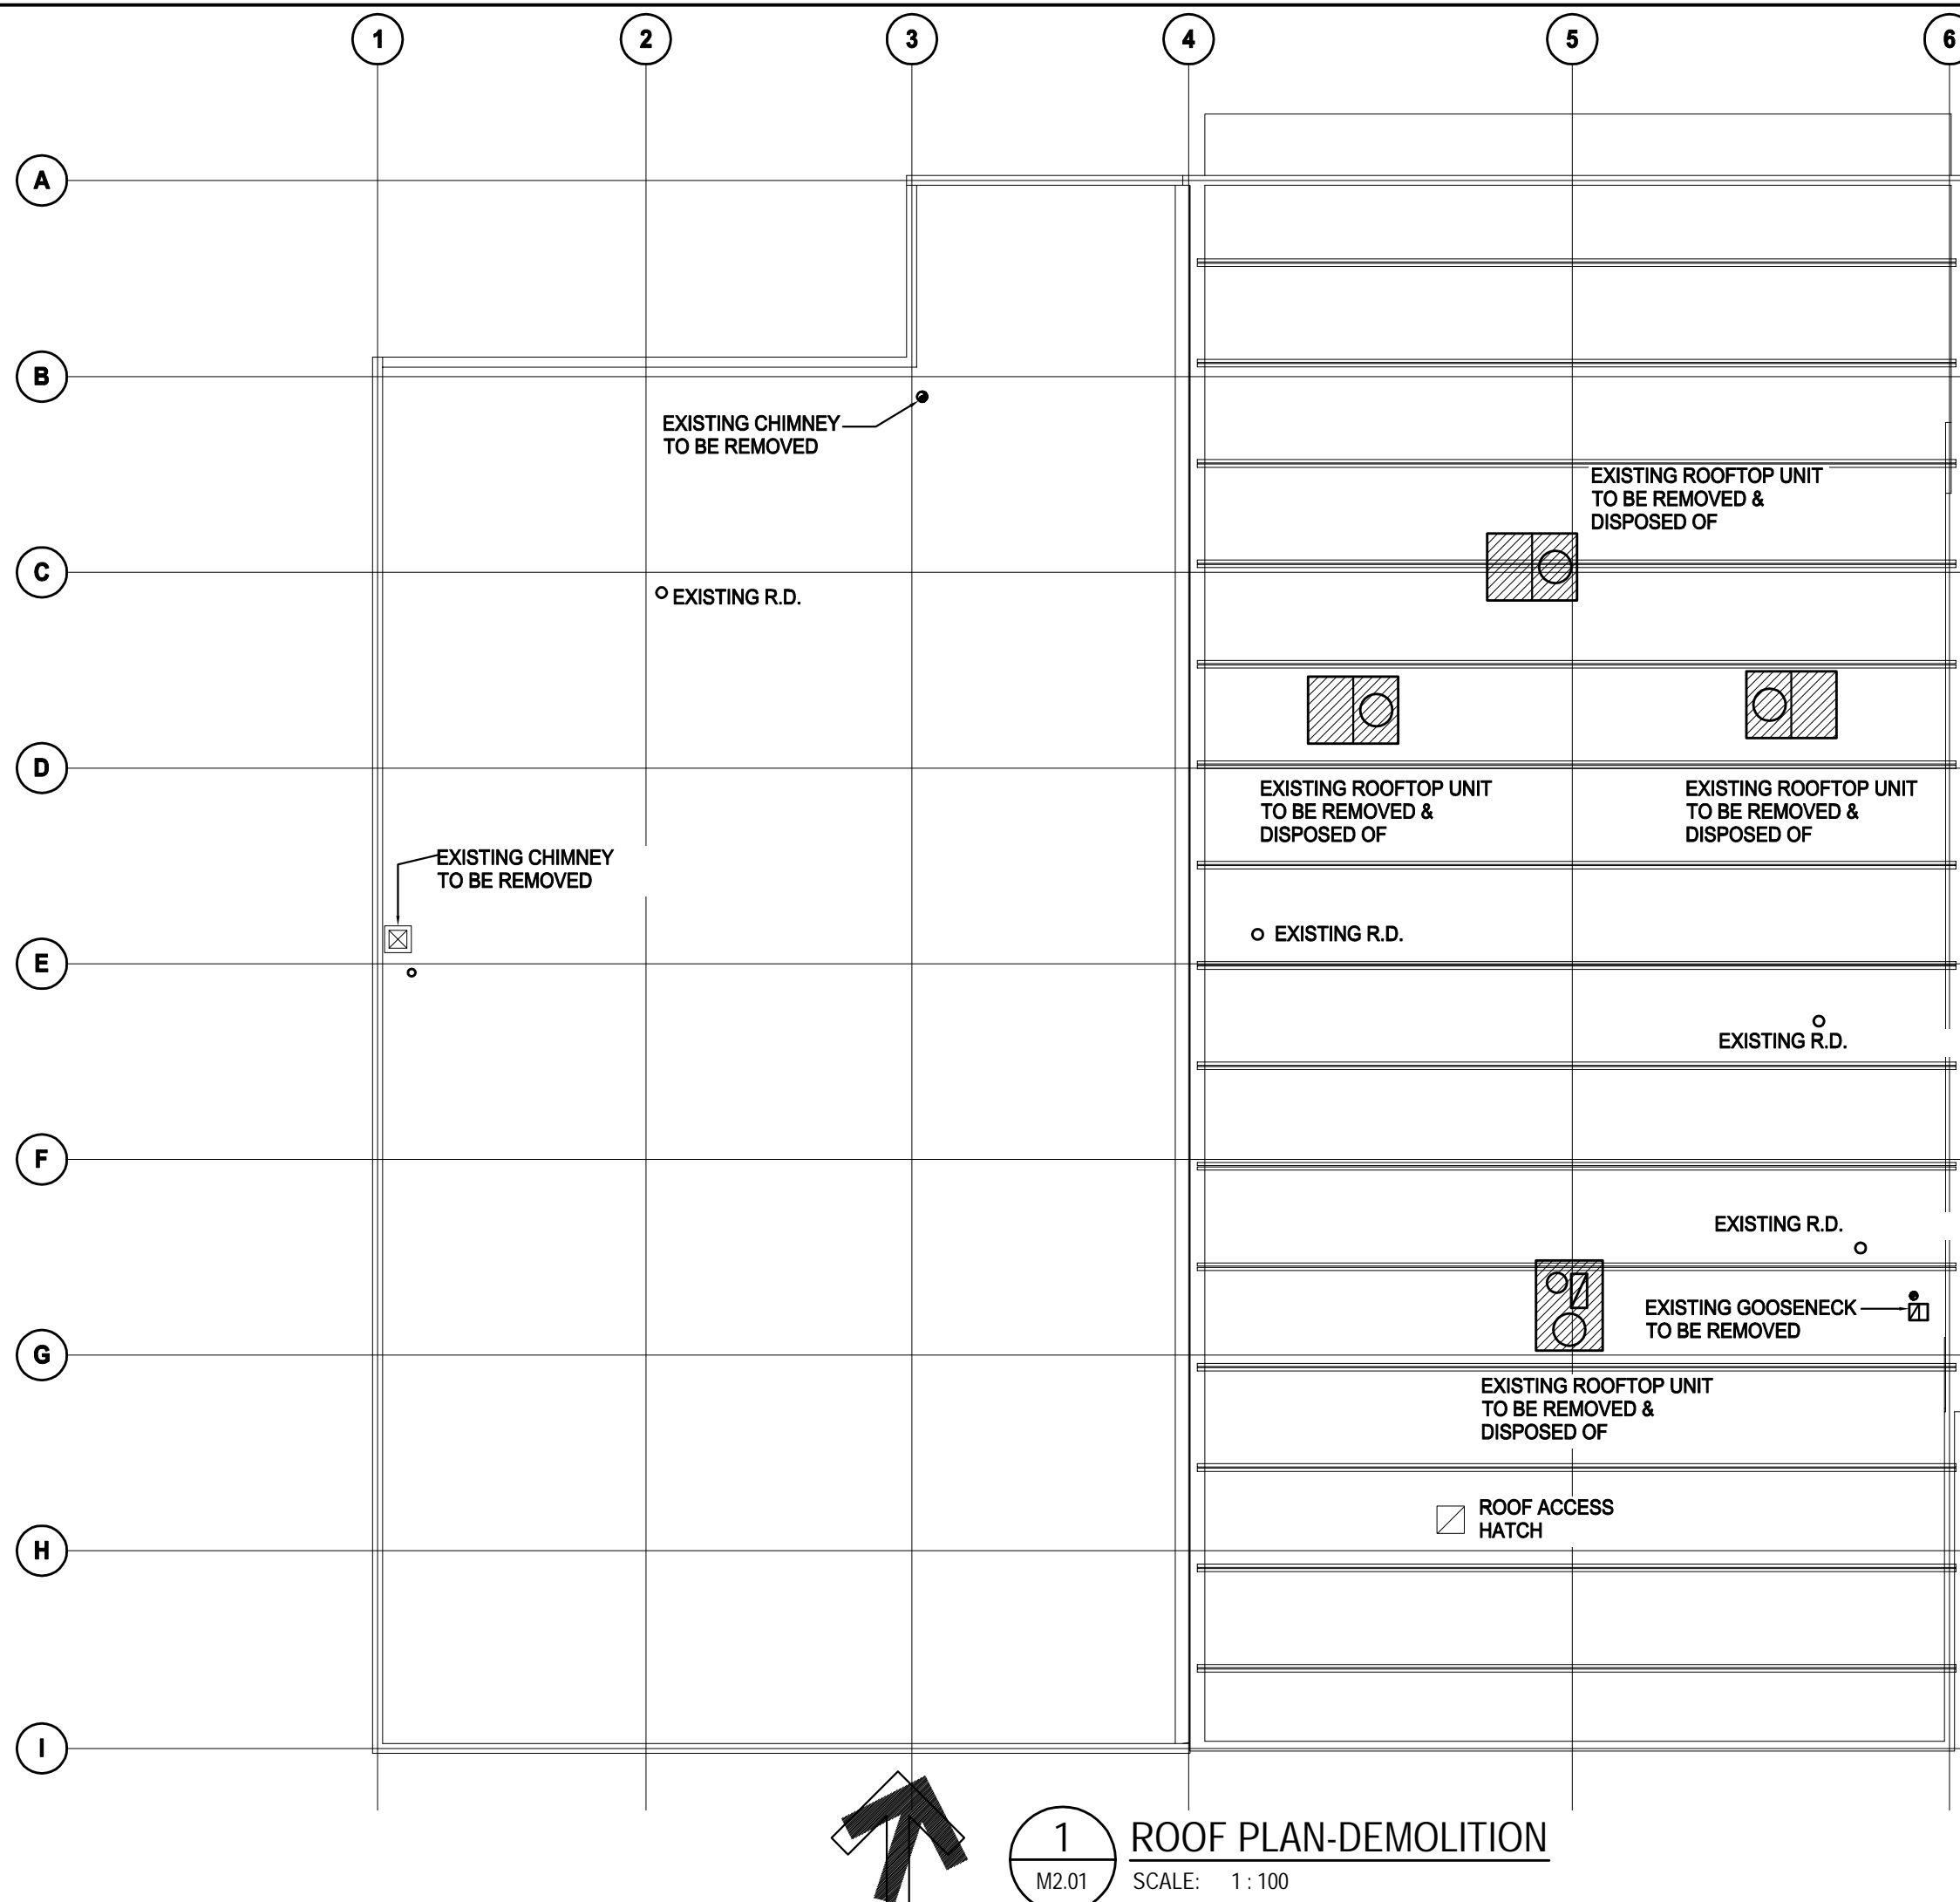 1 2 3 4 5 6
A
B
EXISTING CHIMNEY
TO BE REMOVED
EXISTING ROOFTOP UNIT
TO BE REMOVED &
DISPOSED OF
C
EXISTING R.D.
D
EXISTING ROOFTOP UNIT
TO BE REMOVED &
DISPOSED OF
EXISTING ROOFTOP UNIT
TO BE REMOVED &
DISPOSED OF
EXISTING CHIMNEY
TO BE REMOVED
E
EXISTING R.D.
EXISTING R.D.
F
EXISTING R.D.
EXISTING GOOSENECK
TO BE REMOVED
G
EXISTING ROOFTOP UNIT
TO BE REMOVED &
DISPOSED OF
ROOF ACCESS
HATCH
H
I
1
M2.01
ROOF PLAN-DEMOLITION
SCALE: 1 : 100